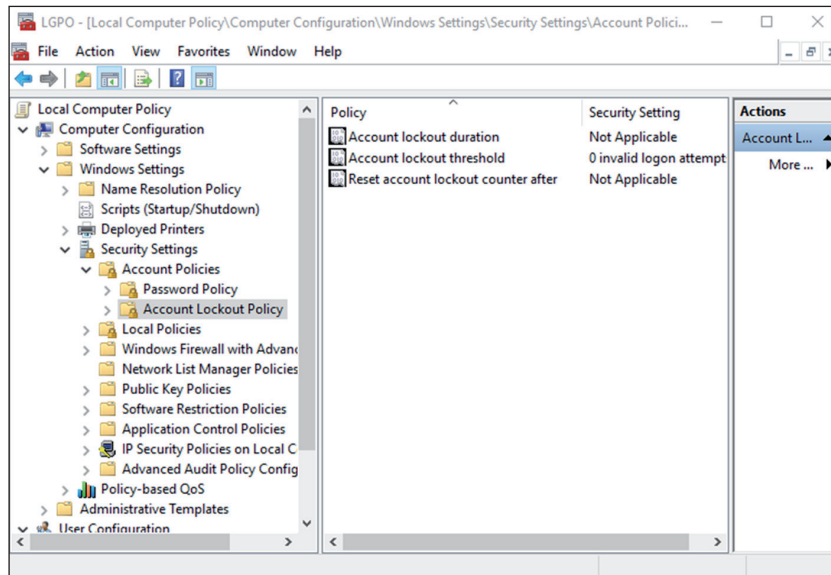 LGPO - [Local Computer Policy\Computer Configuration\Windows Settings\Security Settings\Account Polici...
File Action View Favorites Window Help
Local Computer Policy
Computer Configuration
Software Settings
Windows Settings
Name Resolution Policy
Scripts (Startup/Shutdown)
Deployed Printers
Security Settings
Account Policies
Password Policy
Account Lockout Policy
Local Policies
Windows Firewall with Advanc
Network List Manager Policies
Public Key Policies
Software Restriction Policies
Application Control Policies
IP Security Policies on Local C
Advanced Audit Policy Config
Policy-based QoS
Administrative Templates
User Configuration
Policy Security Setting
Account lockout duration Not Applicable
Account lockout threshold 0 invalid logon attempt
Reset account lockout counter after Not Applicable
Actions
Account L...
More ...